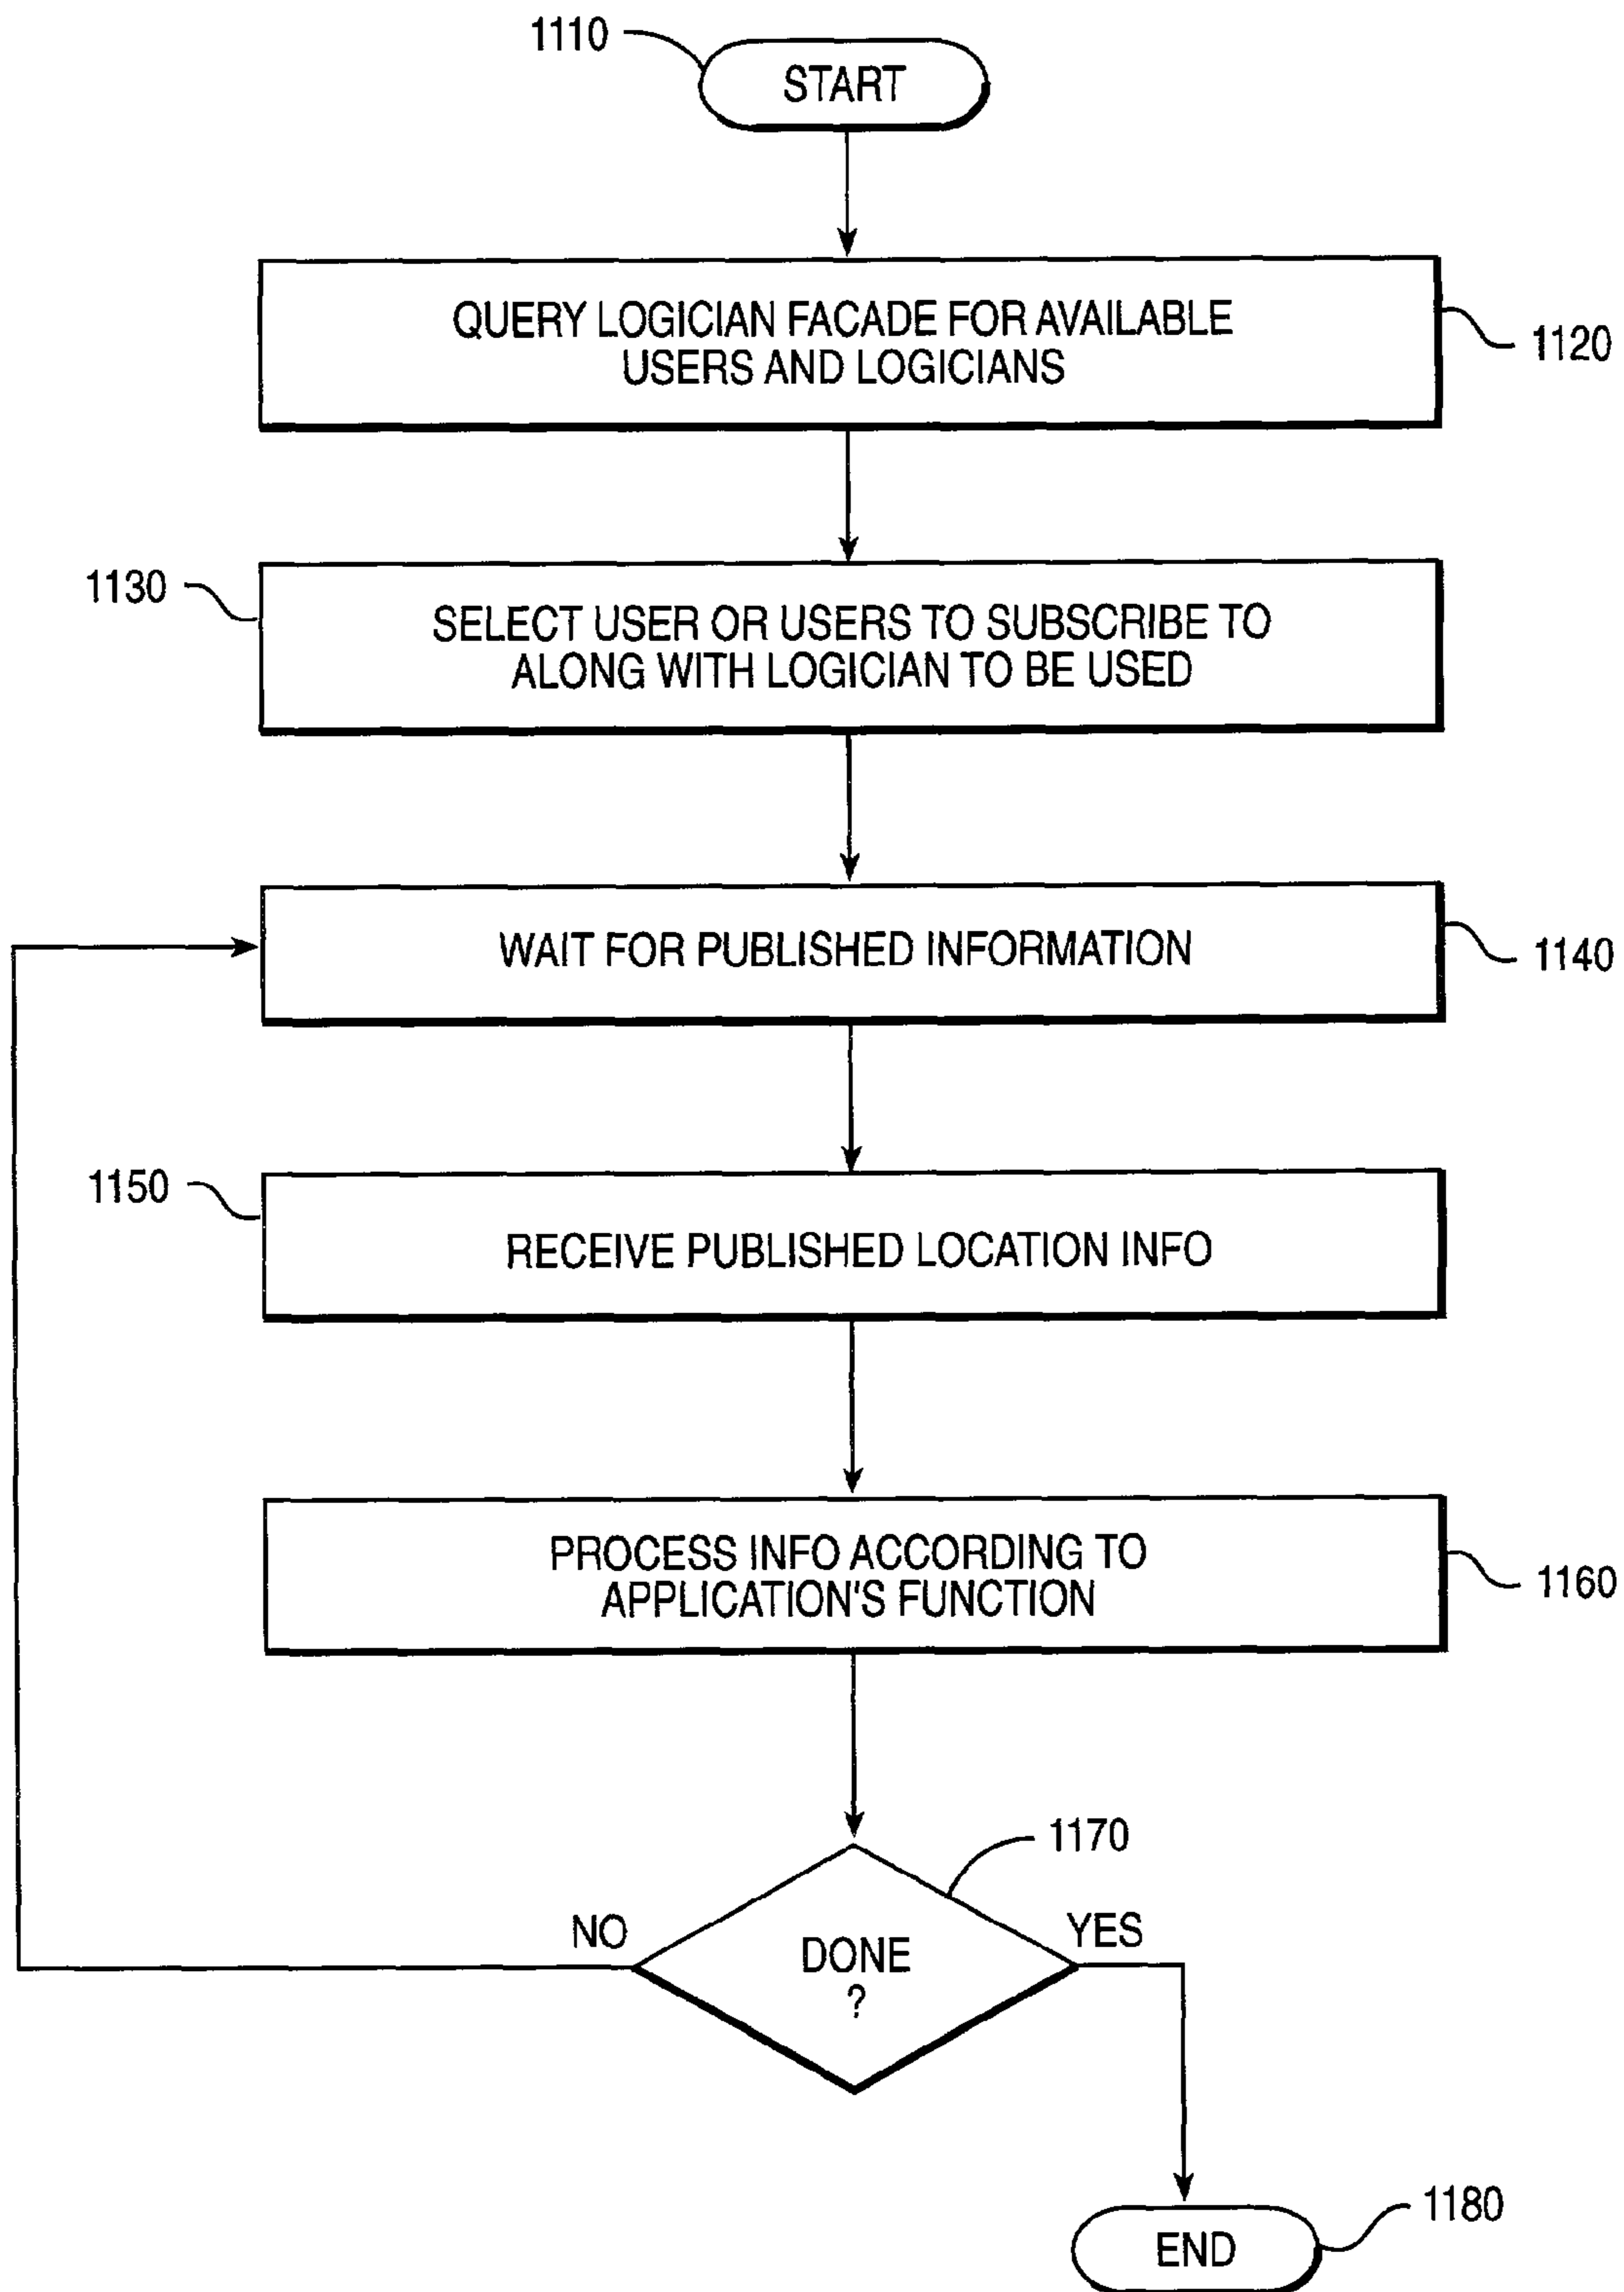 1110
START
QUERY LOGICIAN FACADE FOR AVAILABLE
USERS AND LOGICIANS
1120
1130
SELECT USER OR USERS TO SUBSCRIBE TO
ALONG WITH LOGICIAN TO BE USED
WAIT FOR PUBLISHED INFORMATION
1140
1150
RECEIVE PUBLISHED LOCATION INFO
PROCESS INFO ACCORDING TO
APPLICATION'S FUNCTION
1160
1170
NO
YES
DONE
?
1180
END